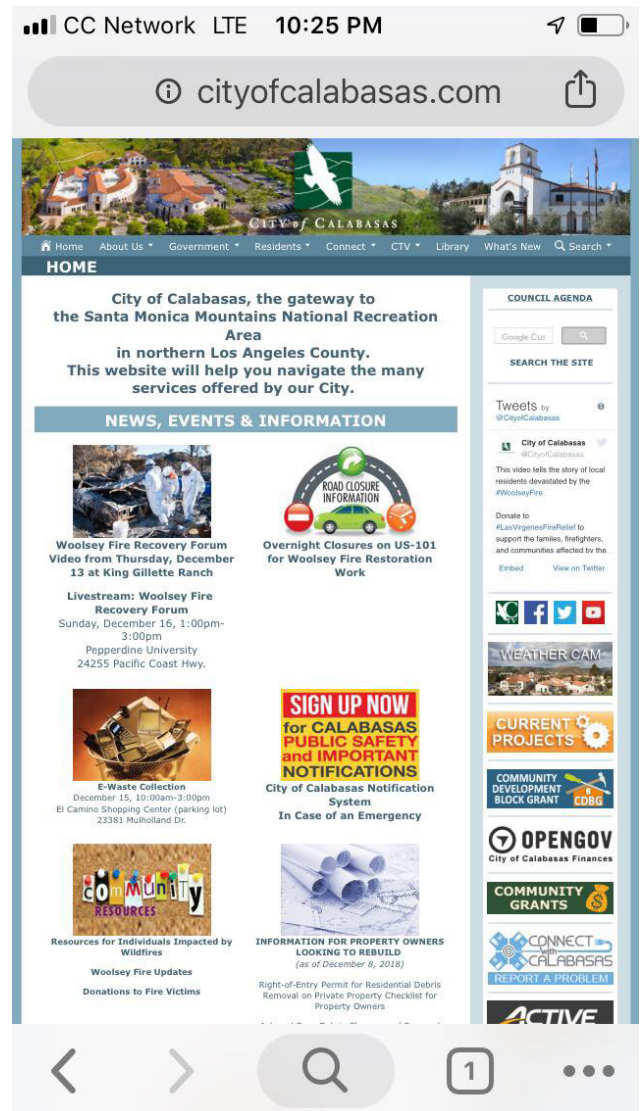 CC Network LTE 10:25 PM
cityofcalabasas.com
CITY of CALABASAS
Home About Us Government Residents Connect CTV Library What's New Search
HOME
City of Calabasas, the gateway to
the Santa Monica Mountains National Recreation
Area
in northern Los Angeles County.
This website will help you navigate the many
services offered by our City.
NEWS, EVENTS & INFORMATION
ROAD CLOSURE
INFORMATION
Woolsey Fire Recovery Forum
Video from Thursday, December
13 at King Gillette Ranch
Livestream: Woolsey Fire
Recovery Forum
Sunday, December 16, 1:00pm-
3:00pm
Pepperdine University
24255 Pacific Coast Hwy.
Overnight Closures on US-101
for Woolsey Fire Restoration
Work
E-Waste Collection
December 15, 10:00am-3:00pm
El Camino Shopping Center (parking lot)
23381 Mulholland Dr.
SIGN UP NOW
for CALABASAS
PUBLIC SAFETY
and IMPORTANT
NOTIFICATIONS
City of Calabasas Notification
System
In Case of an Emergency
COMMUNITY
RESOURCES
Resources for Individuals Impacted by
Wildfires
Woolsey Fire Updates
Donations to Fire Victims
INFORMATION FOR PROPERTY OWNERS
LOOKING TO REBUILD
(as of December 8, 2018)
Right-of-Entry Permit for Residential Debris
Removal on Private Property Checklist for
Property Owners
COUNCIL AGENDA
Google Cus
SEARCH THE SITE
Tweets by
@CityofCalabasas
City of Calabasas
@CityofCalabasas
This video tells the story of local
residents devastated by the
#WoolseyFire
Donate to
#LasVirgenesFireRelief to
support the families, firefighters,
and communities affected by the
Embed View on Twitter
WEATHER CAM
CURRENT
PROJECTS
COMMUNITY
DEVELOPMENT
BLOCK GRANT CDBG
OPENGOV
City of Calabasas Finances
COMMUNITY
GRANTS
CONNECT
with
CALABASAS
REPORT A PROBLEM
ACTIVE
1